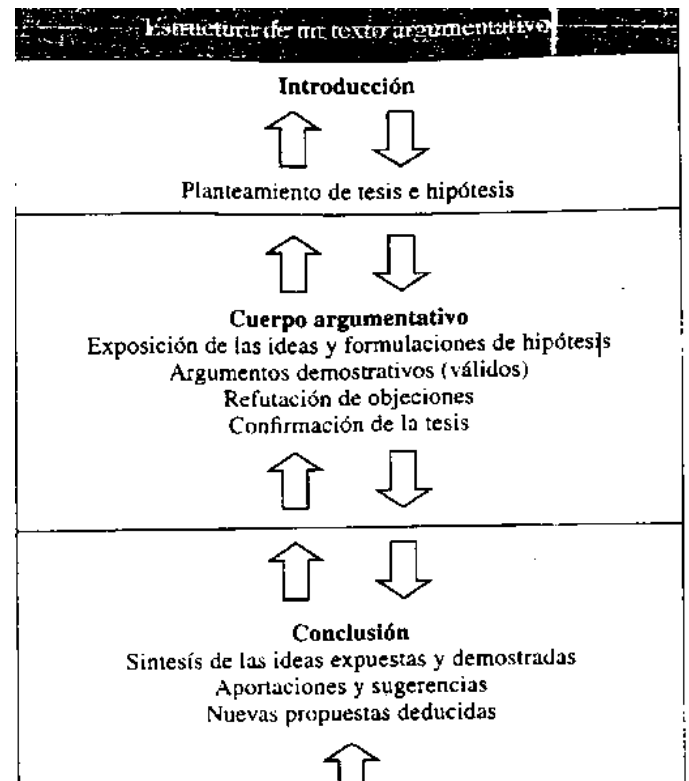 Estructura de un texto argumentativo
Introducción
Planteamiento de tesis e hipótesis
Cuerpo argumentativo
Exposición de las ideas y formulaciones de hipótesis
Argumentos demostrativos (válidos)
Refutación de objeciones
Confirmación de la tesis
Conclusión
Sintesís de las ideas expuestas y demostradas
Aportaciones y sugerencias
Nuevas propuestas deducidas